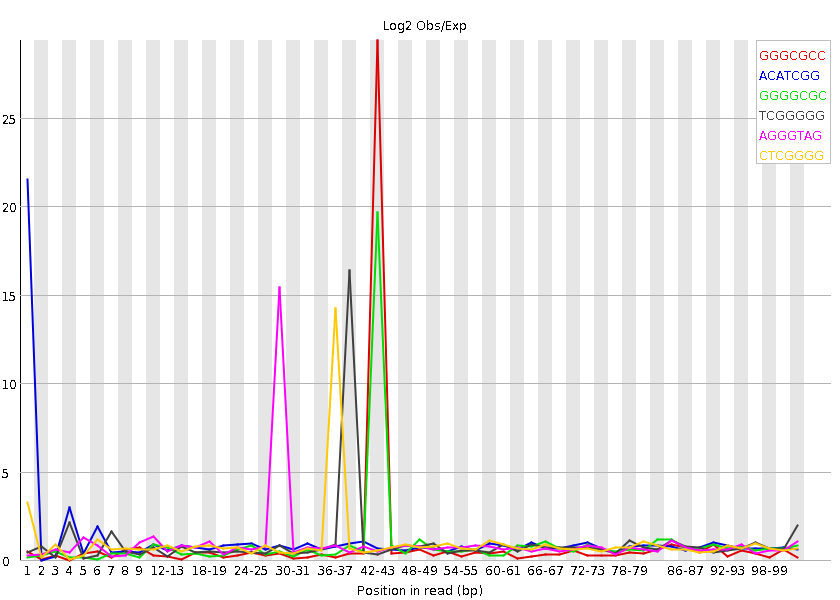 Log2 Obs/Exp
GGGCGCC
ACATCGG
GGGGCGC
TCGGGGG
AGGGTAG
CTCGGGG
25
20
15
10
5
0
1 2 3 4 5 6 7 8 9 12-13 18-19 24-25 30-31 36-37 42-43 48-49 54-55 60-61 66-67 72-73 78-79 86-87 92-93 98-99
Position in read (bp)